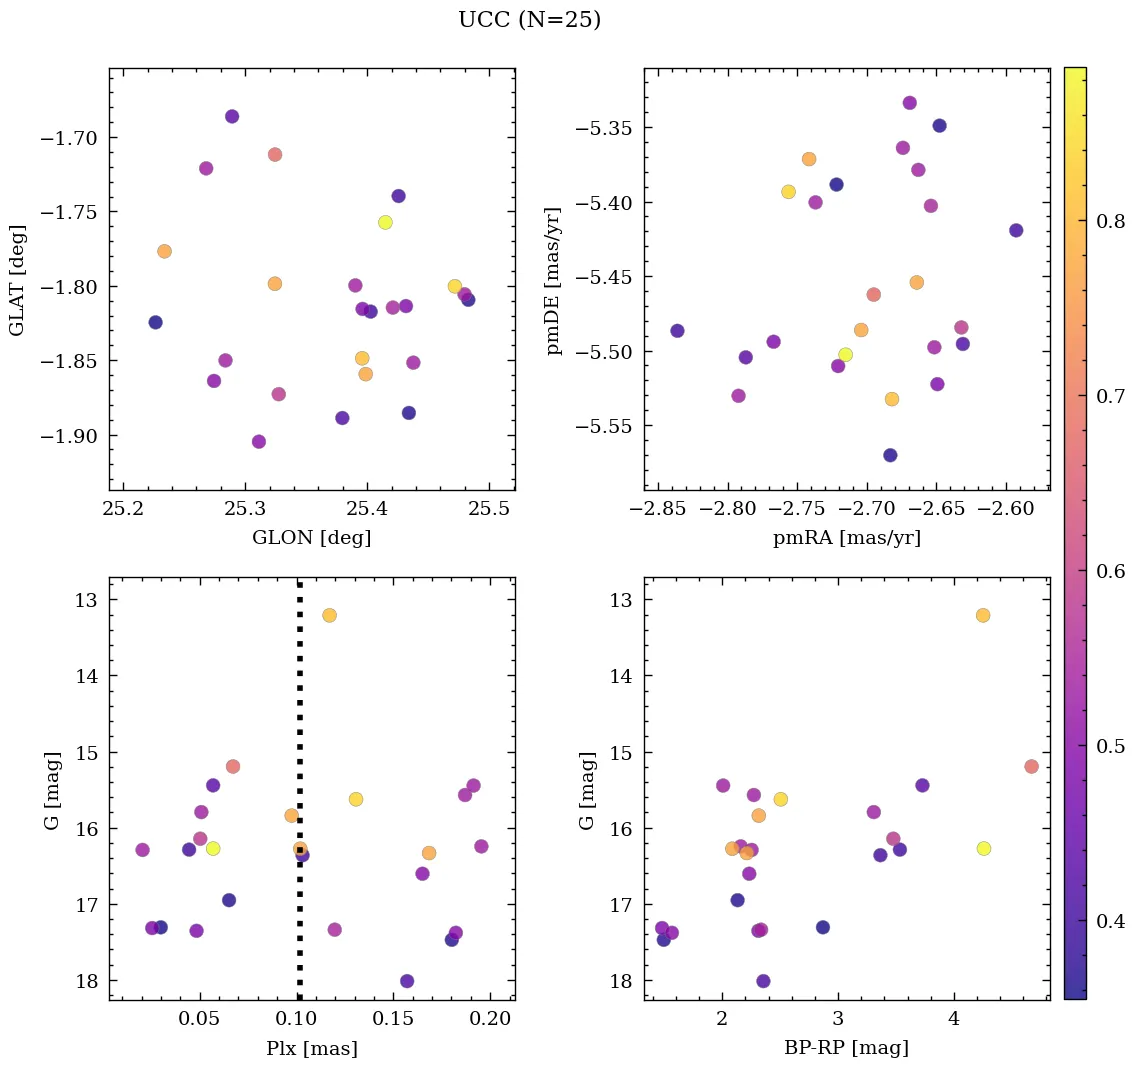 UCC (N=25)
−1.70
−1.75
−1.80
−1.85
−1.90
GLAT [deg]
25.2 25.3 25.4 25.5
GLON [deg]
−5.35
−5.40
−5.45
−5.50
−5.55
pmDE [mas/yr]
−2.85 −2.80 −2.75 −2.70 −2.65 −2.60
pmRA [mas/yr]
0.8
0.7
0.6
0.5
0.4
13
14
15
16
17
18
G [mag]
0.05 0.10 0.15 0.20
Plx [mas]
13
14
15
16
17
18
G [mag]
2 3 4
BP-RP [mag]